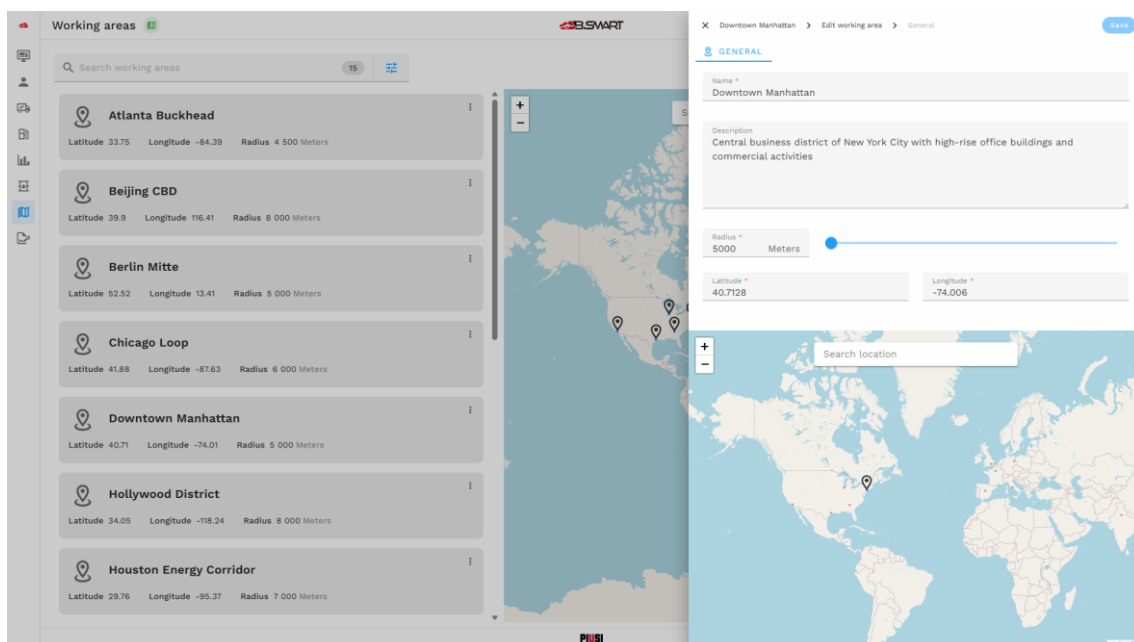 Working areas
B.SMART
Search working areas
15
Atlanta Buckhead
Latitude 33.75 Longitude -84.39 Radius 4 500 Meters
Beijing CBD
Latitude 39.9 Longitude 116.41 Radius 8 000 Meters
Berlin Mitte
Latitude 52.52 Longitude 13.41 Radius 5 000 Meters
Chicago Loop
Latitude 41.88 Longitude -87.63 Radius 6 000 Meters
Downtown Manhattan
Latitude 40.71 Longitude -74.01 Radius 5 000 Meters
Hollywood District
Latitude 34.05 Longitude -118.24 Radius 8 000 Meters
Houston Energy Corridor
Latitude 29.76 Longitude -95.37 Radius 7 000 Meters
+
−
S
PIUSI
× Downtown Manhattan > Edit working area > General
Save
GENERAL
Name *
Downtown Manhattan
Description
Central business district of New York City with high-rise office buildings and
commercial activities
Radius *
5000 Meters
Latitude *
40.7128
Longitude *
-74.006
+
−
Search location